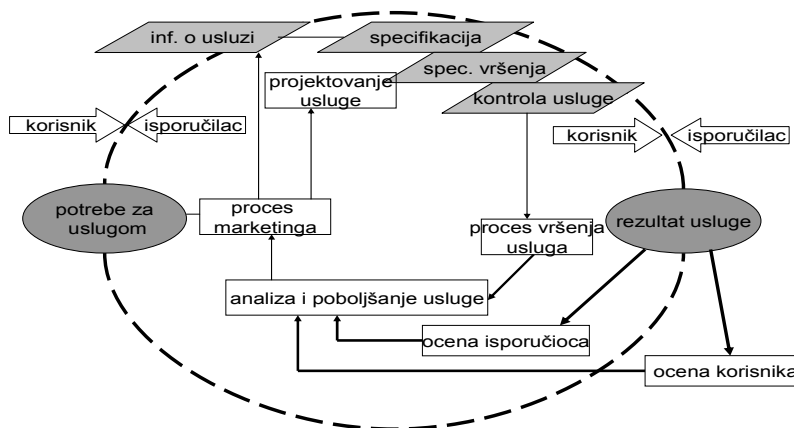 inf. o usluzi
specifikacija
spec. vršenja
projektovanje
usluge
kontrola usluge
korisnik
isporučilac
korisnik
isporučilac
potrebe za
uslugom
proces
marketinga
proces vršenja
usluga
rezultat usluge
analiza i poboljšanje usluge
ocena isporučioca
ocena korisnika